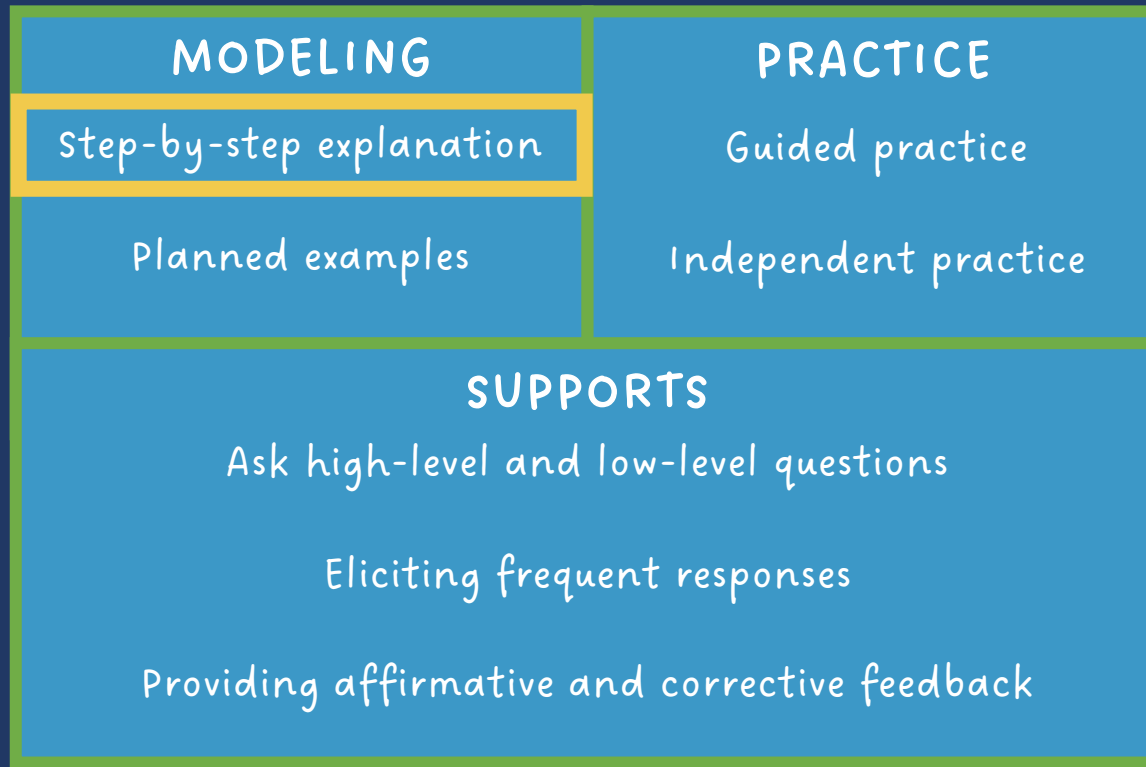 MODELING
Step-by-step explanation
Planned examples
PRACTICE
Guided practice
Independent practice
SUPPORTS
Ask high-level and low-level questions
Eliciting frequent responses
Providing affirmative and corrective feedback